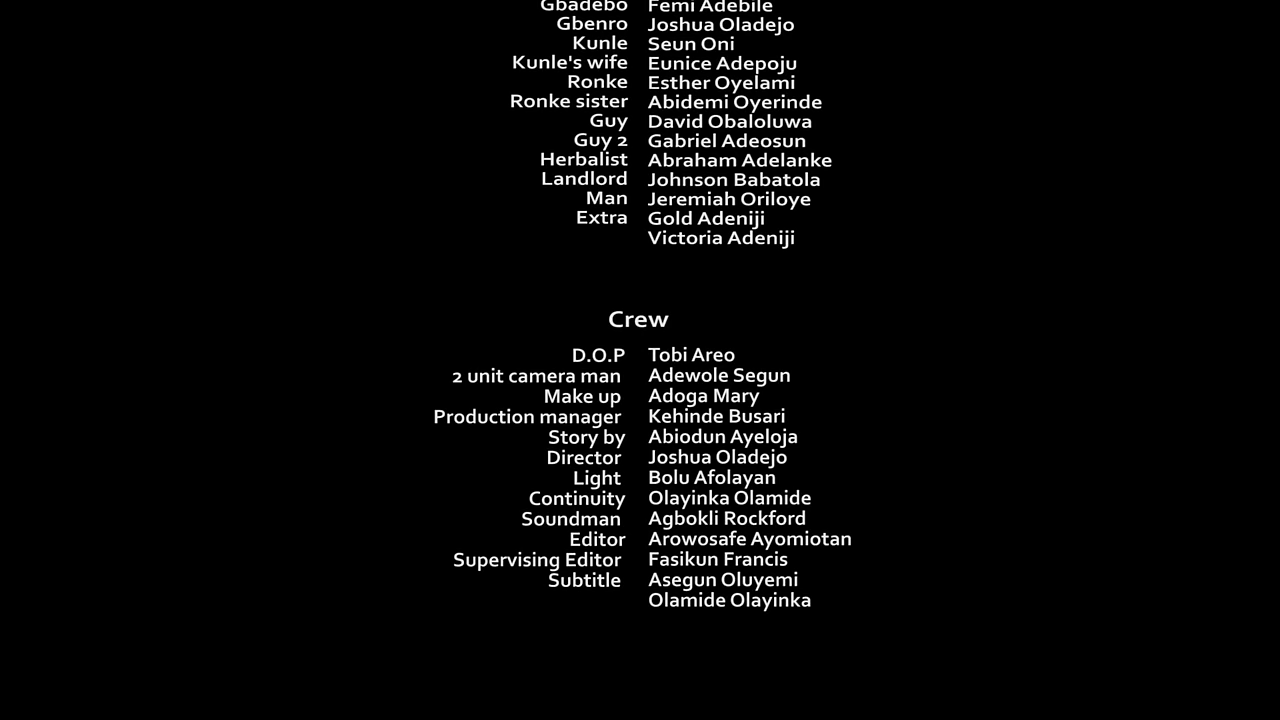 Gbadebo Femi Adebile
Gbenro Joshua Oladejo
Kunle Seun Oni
Kunle's wife Eunice Adepoju
Ronke Esther Oyelami
Ronke sister Abidemi Oyerinde
Guy David Obaloluwa
Guy 2 Gabriel Adeosun
Herbalist Abraham Adelanke
Landlord Johnson Babatola
Man Jeremiah Oriloye
Extra Gold Adeniji
Victoria Adeniji
Crew
D.O.P Tobi Areo
2 unit camera man Adewole Segun
Make up Adoga Mary
Production manager Kehinde Busari
Story by Abiodun Ayeloja
Director Joshua Oladejo
Light Bolu Afolayan
Continuity Olayinka Olamide
Soundman Agbokli Rockford
Editor Arowosafe Ayomiotan
Supervising Editor Fasikun Francis
Subtitle Asegun Oluyemi
Olamide Olayinka